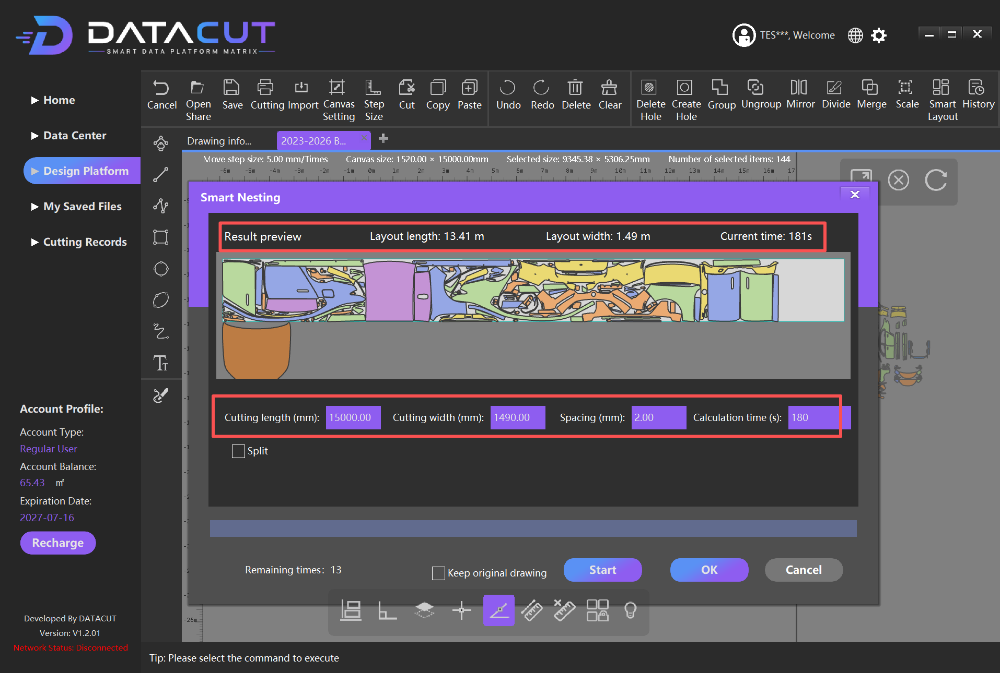 DATACUT
SMART DATA PLATFORM MATRIX
TES***, Welcome
Home
Data Center
Design Platform
My Saved Files
Cutting Records
Cancel
Open Share
Save
Cutting
Import
Canvas Setting
Step Size
Cut
Copy
Paste
Undo
Redo
Delete
Clear
Delete Hole
Create Hole
Group
Ungroup
Mirror
Divide
Merge
Scale
Smart Layout
History
Drawing info...
2023-2026 B...
Move step size: 5.00 mm/Times Canvas size: 1520.00 × 15000.00mm Selected size: 9345.38 × 5306.25mm Number of selected items: 144
-6m -5m -4m -3m -2m -1m 0m 1m 2m 3m 4m 5m 6m 7m 8m 9m 10m 11m 12m 13m 14m 15m 16m 17
Smart Nesting
Result preview Layout length: 13.41 m Layout width: 1.49 m Current time: 181s
Cutting length (mm): 15000.00 Cutting width (mm): 1490.00 Spacing (mm): 2.00 Calculation time (s): 180
Split
Remaining times: 13
Keep original drawing
Start
OK
Cancel
-26m
Account Profile:
Account Type:
Regular User
Account Balance:
65.43 ㎡
Expiration Date:
2027-07-16
Recharge
Developed By DATACUT
Version: V1.2.01
Network Status: Disconnected
Tip: Please select the command to execute